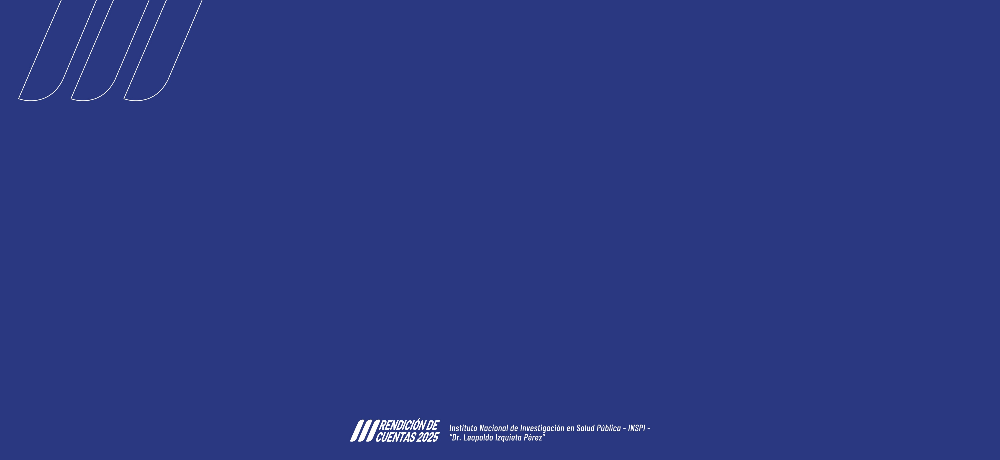 RENDICIÓN DE
CUENTAS 2025
Instituto Nacional de Investigación en Salud Pública - INSPI -
“Dr. Leopoldo Izquieta Pérez”